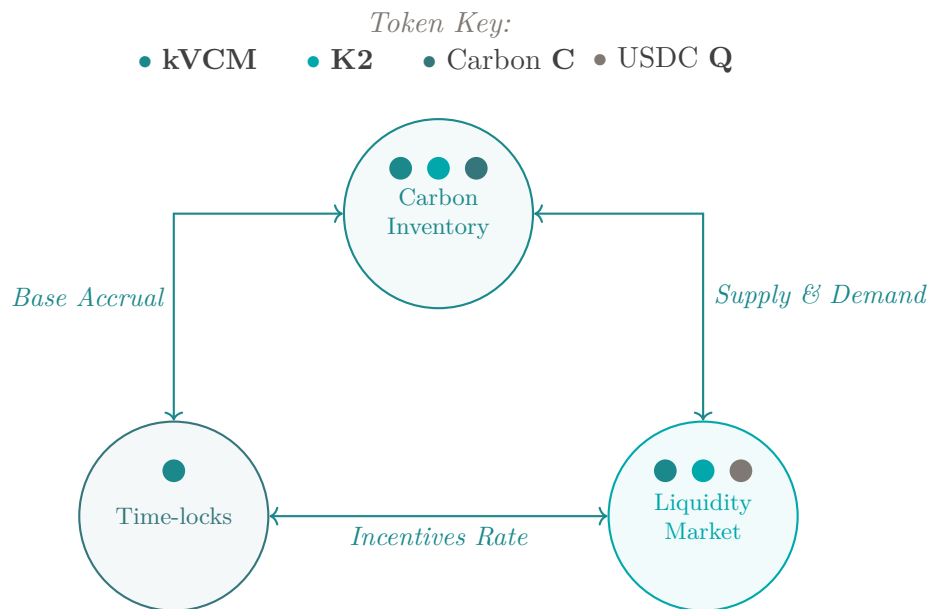 Token Key:
kVCM K2 Carbon C USDC Q
Carbon
Inventory
Base Accrual
Supply & Demand
Time-locks
Liquidity
Market
Incentives Rate